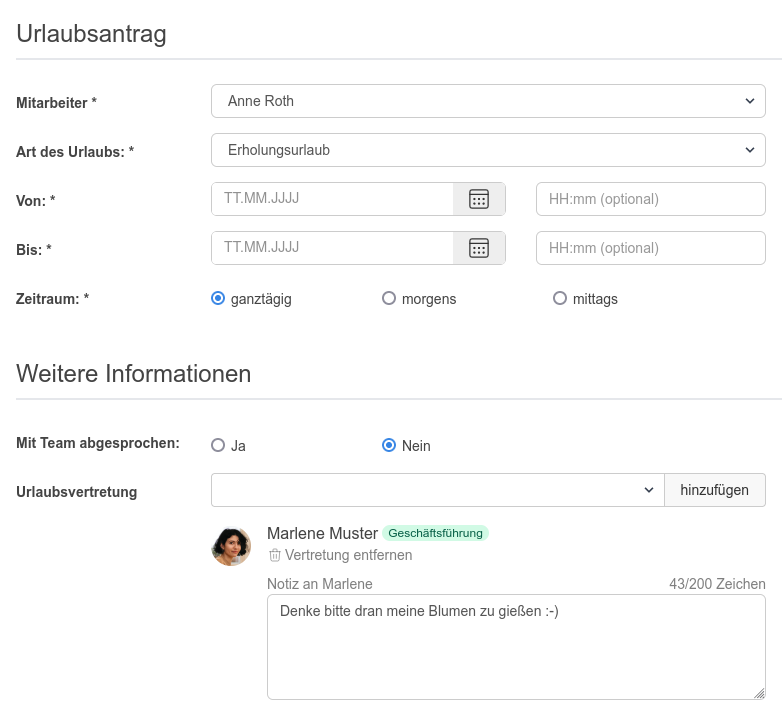 Urlaubsantrag
Mitarbeiter * Anne Roth
Art des Urlaubs: * Erholungsurlaub
Von: * TT.MM.JJJJ HH:mm (optional)
Bis: * TT.MM.JJJJ HH:mm (optional)
Zeitraum: * ganztägig morgens mittags
Weitere Informationen
Mit Team abgesprochen: Ja Nein
Urlaubsvertretung hinzufügen
Marlene Muster Geschäftsführung
Vertretung entfernen
Notiz an Marlene 43/200 Zeichen
Denke bitte dran meine Blumen zu gießen :-)